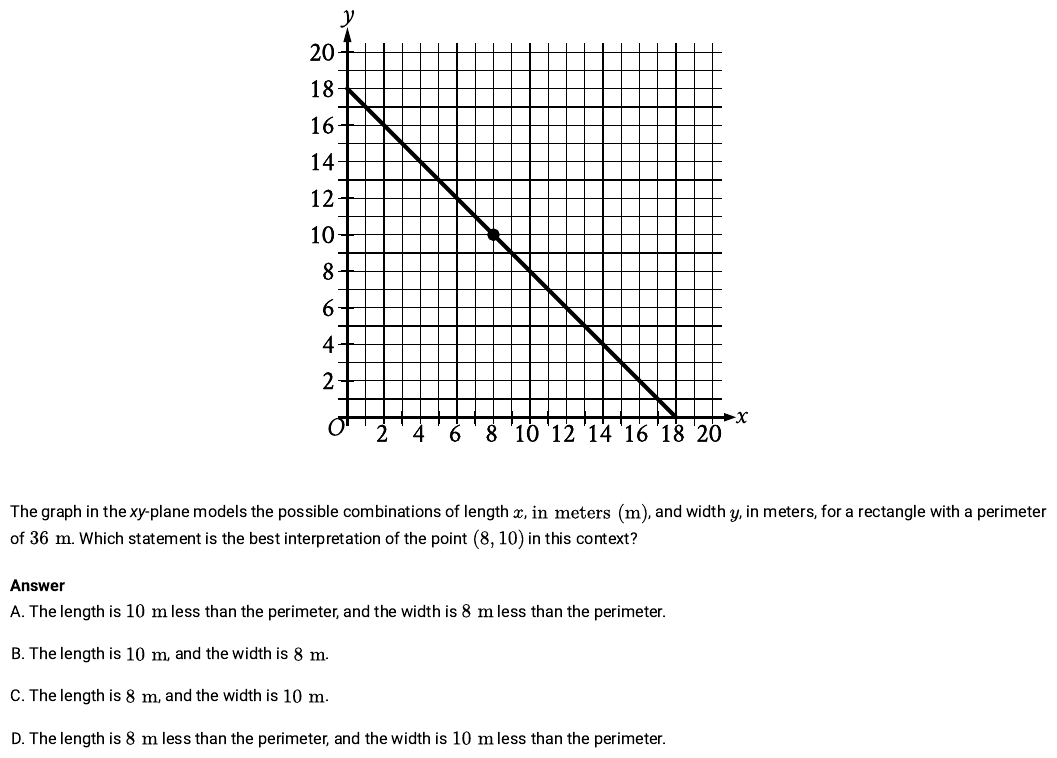 y
20
18
16
14
12
10
8
6
4
2
O 2 4 6 8 10 12 14 16 18 20 x
The graph in the xy-plane models the possible combinations of length x, in meters (m), and width y, in meters, for a rectangle with a perimeter
of 36 m. Which statement is the best interpretation of the point (8, 10) in this context?
Answer
A. The length is 10 m less than the perimeter, and the width is 8 m less than the perimeter.
B. The length is 10 m, and the width is 8 m.
C. The length is 8 m, and the width is 10 m.
D. The length is 8 m less than the perimeter, and the width is 10 m less than the perimeter.